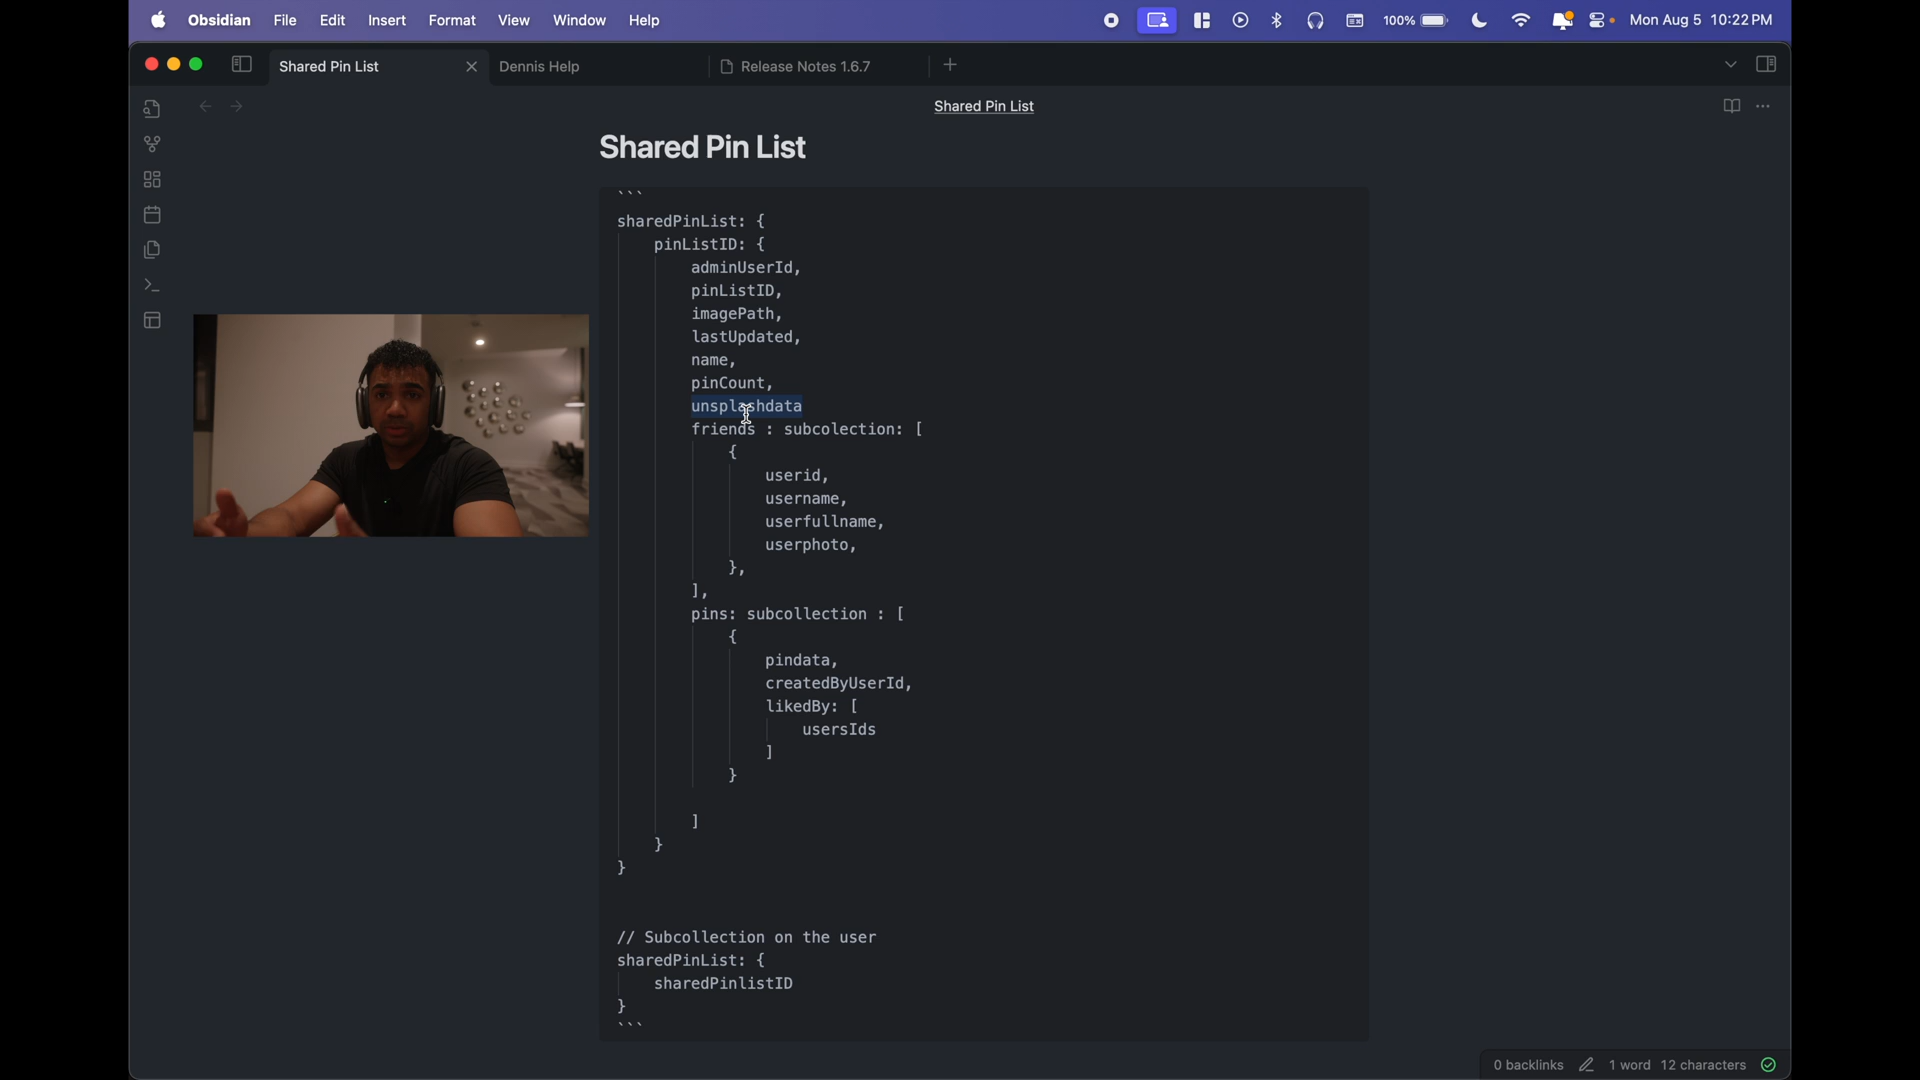 Obsidian File Edit Insert Format View Window Help 100% Mon Aug 5 10:22 PM
Shared Pin List Dennis Help Release Notes 1.6.7
Shared Pin List
Shared Pin List
```
sharedPinList: {
pinListID: {
adminUserId,
pinListID,
imagePath,
lastUpdated,
name,
pinCount,
unsplashdata
friends : subcolection: [
{
userid,
username,
userfullname,
userphoto,
},
],
pins: subcollection : [
{
pindata,
createdByUserId,
likedBy: [
usersIds
]
}
]
}
}
// Subcollection on the user
sharedPinList: {
sharedPinlistID
}
```
0 backlinks 1 word 12 characters